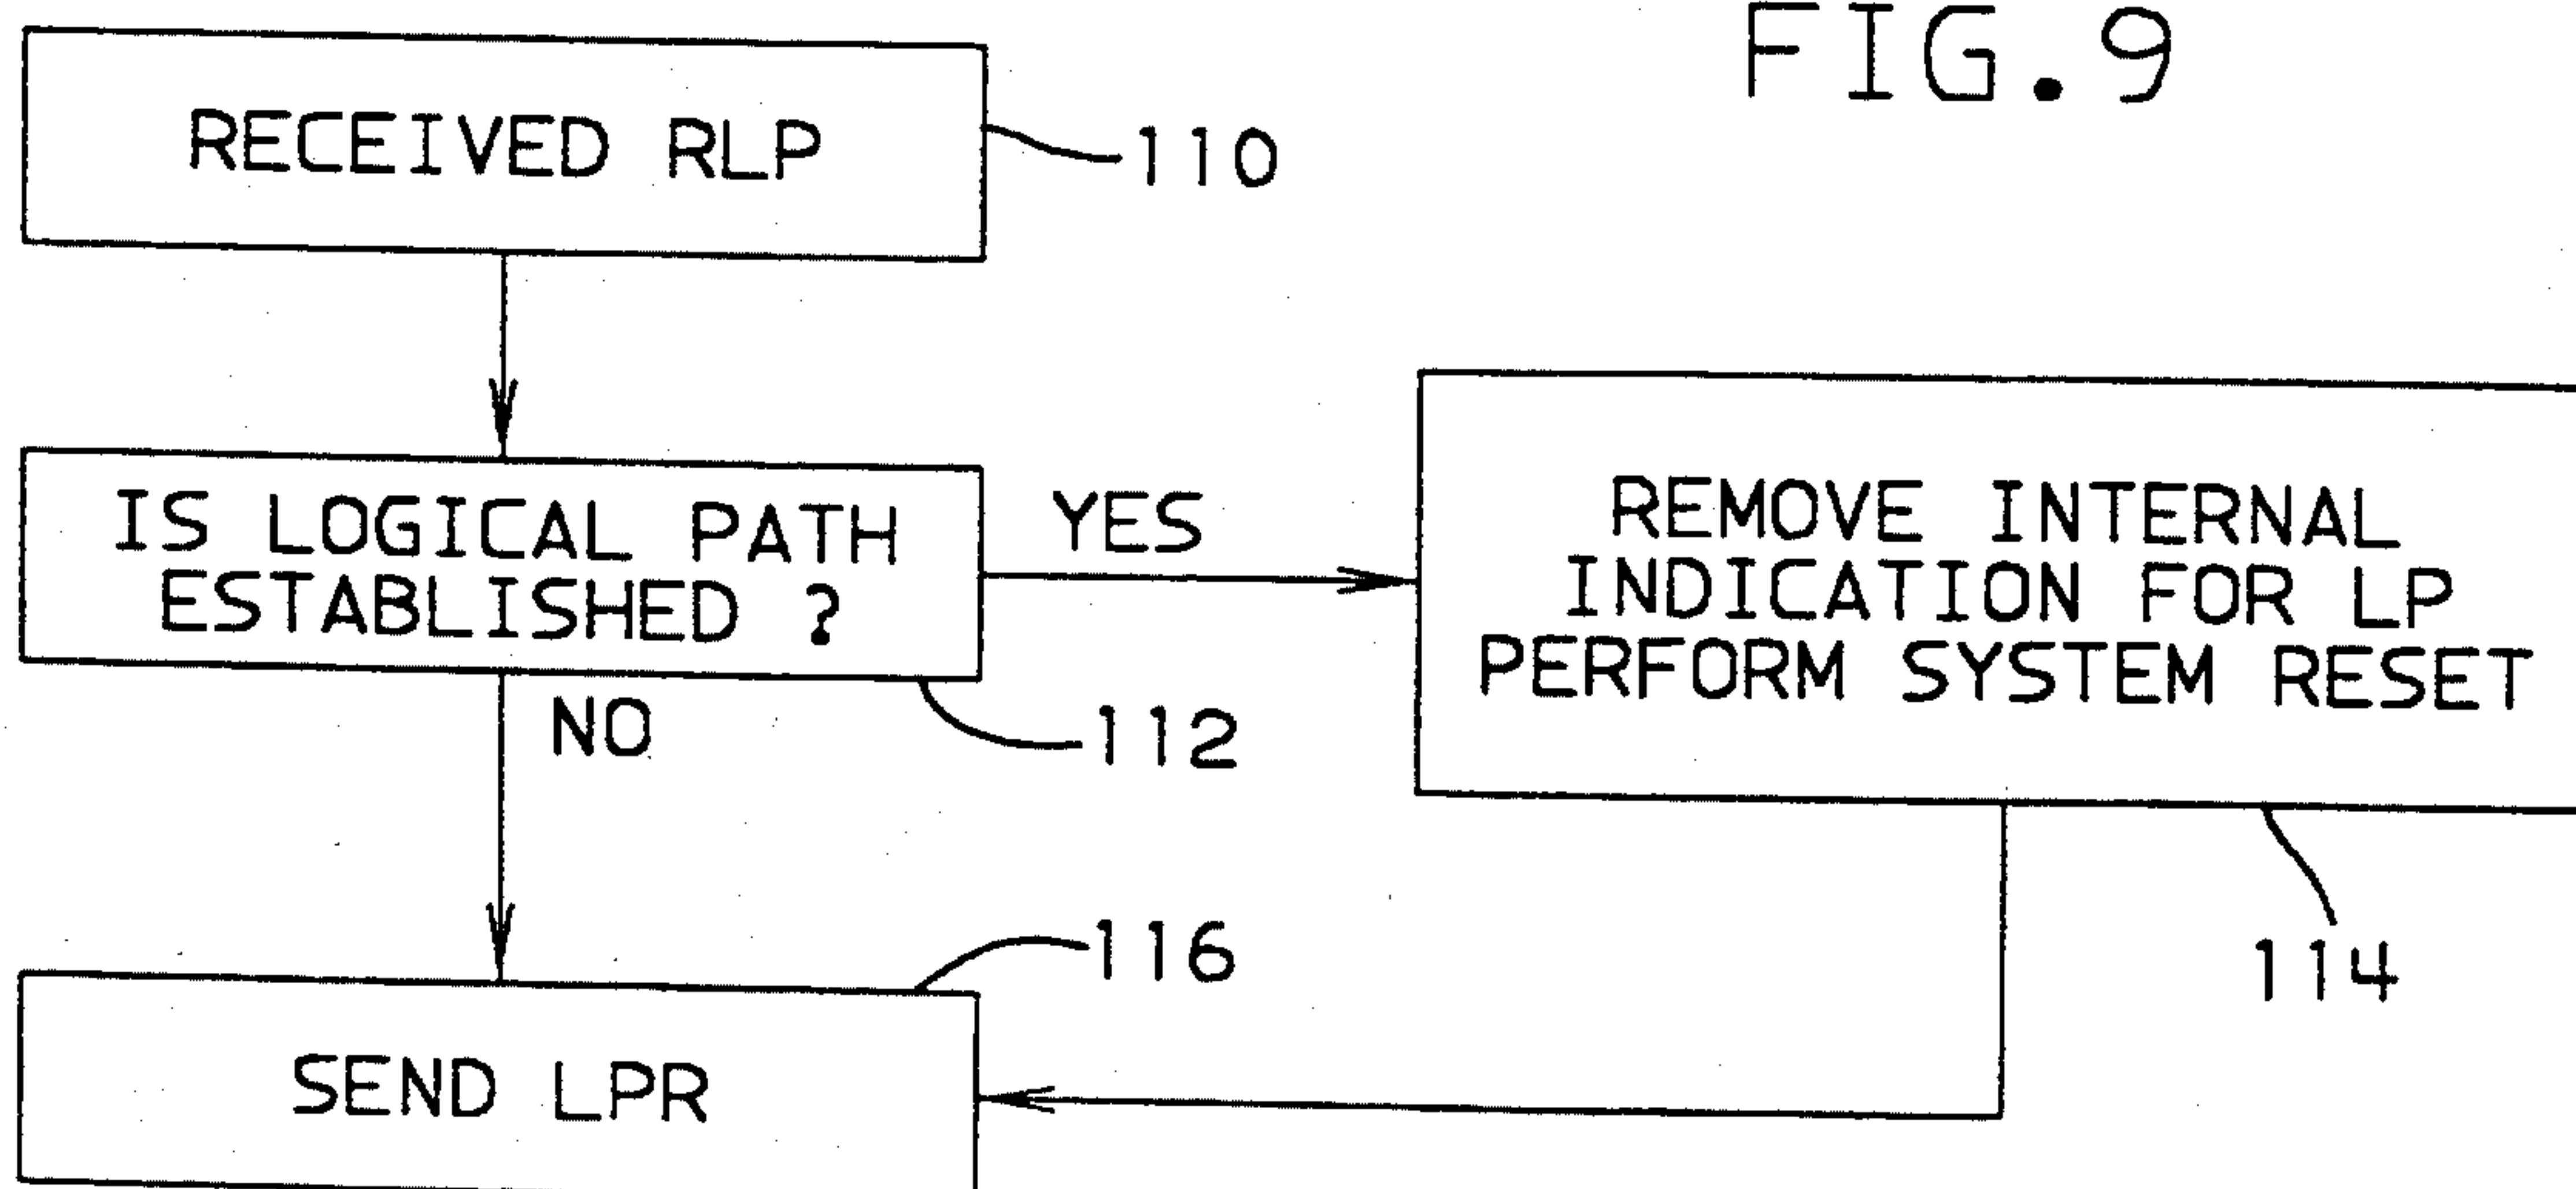 FIG.9
RECEIVED RLP
110
IS LOGICAL PATH
ESTABLISHED ?
YES
NO
112
REMOVE INTERNAL
INDICATION FOR LP
PERFORM SYSTEM RESET
114
116
SEND LPR